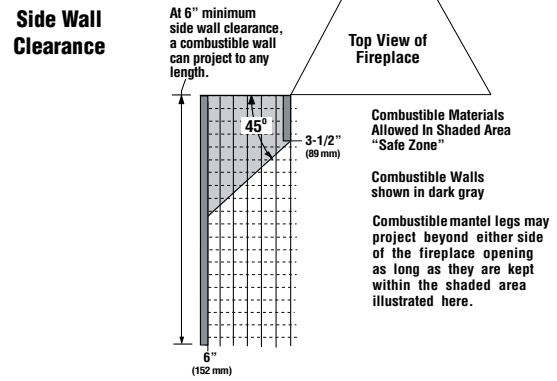 Side Wall
Clearance
At 6” minimum
side wall clearance,
a combustible wall
can project to any
length.
Top View of
Fireplace
45°
3-1/2”
(89 mm)
Combustible Materials
Allowed In Shaded Area
“Safe Zone”
Combustible Walls
shown in dark gray
Combustible mantel legs may
project beyond either side
of the fireplace opening
as long as they are kept
within the shaded area
illustrated here.
6”
(152 mm)